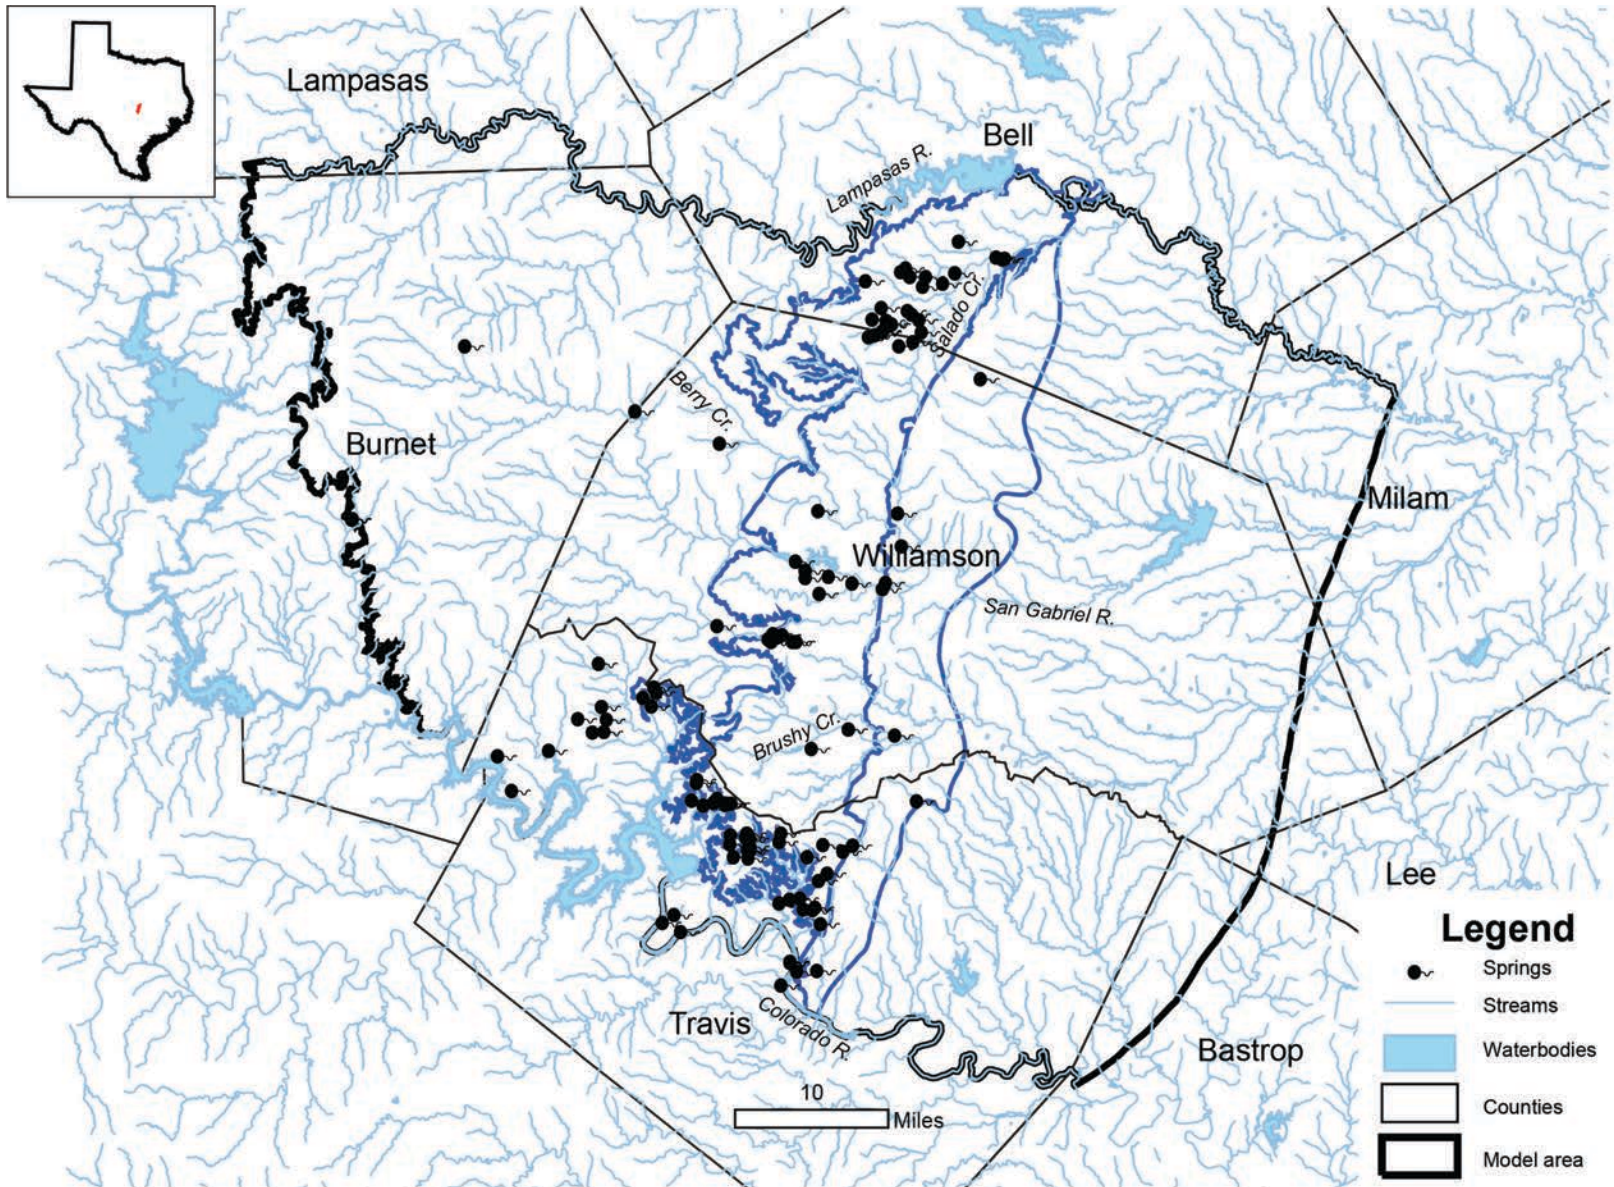 Lampasas
Bell
Lampasas R.
Salado Cr.
Berry Cr.
Burnet
Milam
Williamson
San Gabriel R.
Brushy Cr.
Lee
Legend
Springs
Streams
Travis
Colorado R.
Bastrop
Waterbodies
10
Miles
Counties
Model area